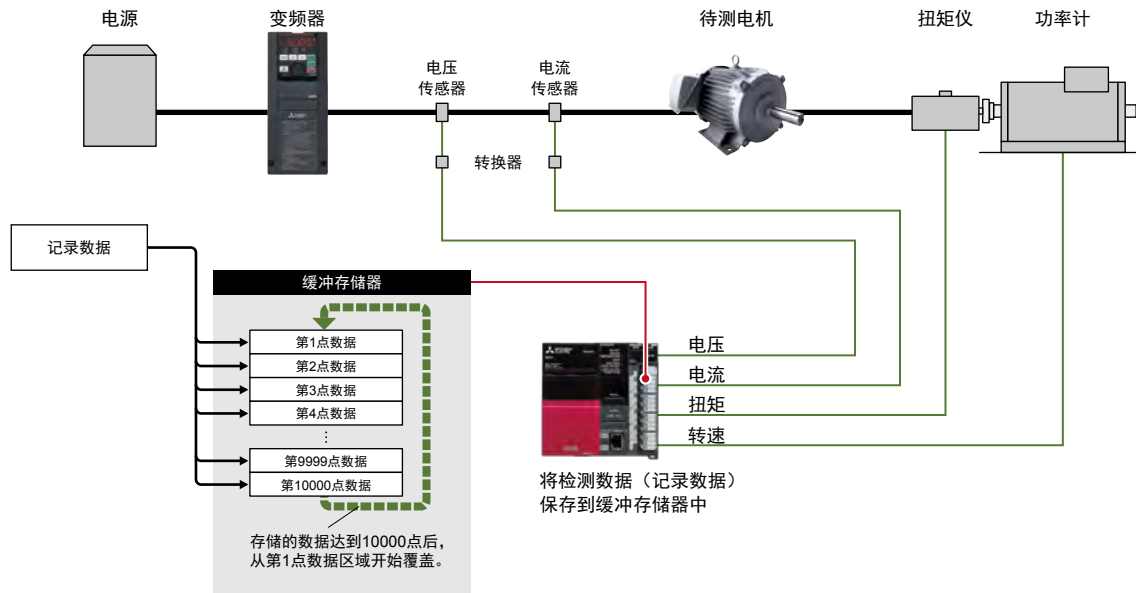 电源
变频器
待测电机
扭矩仪
功率计
电压
传感器
电流
传感器
转换器
记录数据
缓冲存储器
第1点数据
第2点数据
第3点数据
第4点数据
⋮
第9999点数据
第10000点数据
存储的数据达到10000点后，
从第1点数据区域开始覆盖。
电压
电流
扭矩
转速
将检测数据（记录数据）
保存到缓冲存储器中